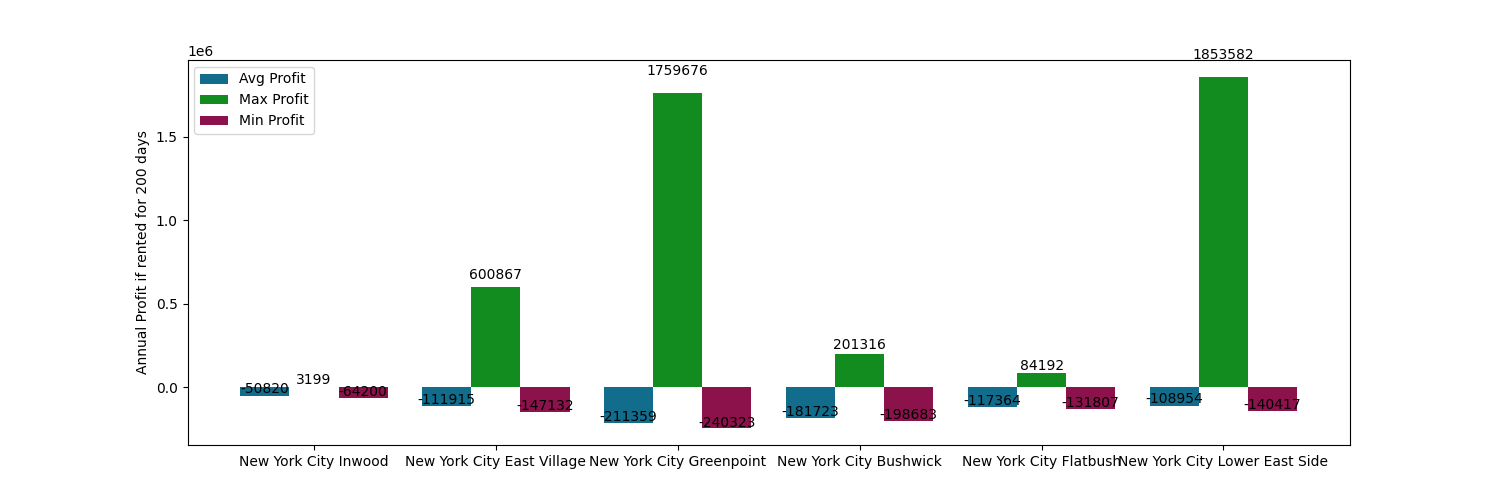 1e6
Avg Profit
Max Profit
Min Profit
Annual Profit if rented for 200 days
1.5
1.0
0.5
0.0
-50820
3199
-64200
-111915
600867
-147132
-211359
1759676
-240323
-181723
201316
-198683
-117364
84192
-131807
-108954
1853582
-140417
New York City Inwood
New York City East Village
New York City Greenpoint
New York City Bushwick
New York City Flatbush
New York City Lower East Side